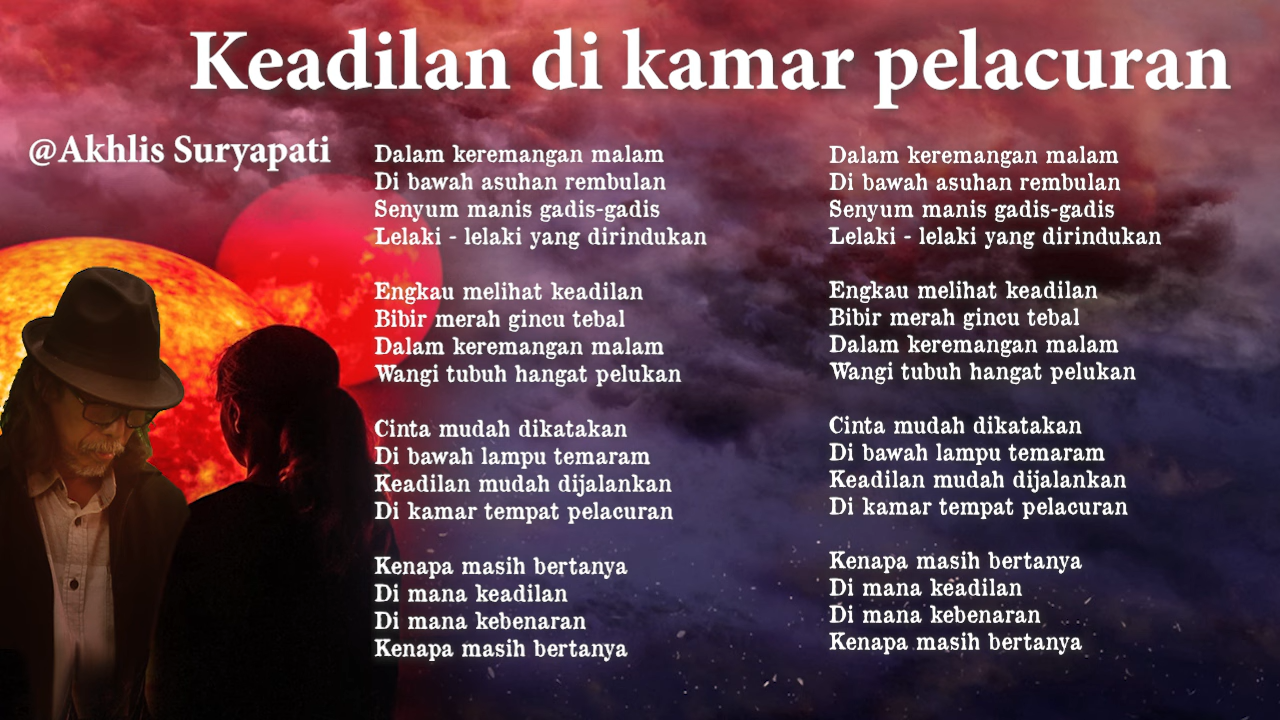 Keadilan di kamar pelacuran
@Akhlis Suryapati
Dalam keremangan malam
Di bawah asuhan rembulan
Senyum manis gadis-gadis
Lelaki - lelaki yang dirindukan
Engkau melihat keadilan
Bibir merah gincu tebal
Dalam keremangan malam
Wangi tubuh hangat pelukan
Cinta mudah dikatakan
Di bawah lampu temaram
Keadilan mudah dijalankan
Di kamar tempat pelacuran
Kenapa masih bertanya
Di mana keadilan
Di mana kebenaran
Kenapa masih bertanya
Dalam keremangan malam
Di bawah asuhan rembulan
Senyum manis gadis-gadis
Lelaki - lelaki yang dirindukan
Engkau melihat keadilan
Bibir merah gincu tebal
Dalam keremangan malam
Wangi tubuh hangat pelukan
Cinta mudah dikatakan
Di bawah lampu temaram
Keadilan mudah dijalankan
Di kamar tempat pelacuran
Kenapa masih bertanya
Di mana keadilan
Di mana kebenaran
Kenapa masih bertanya